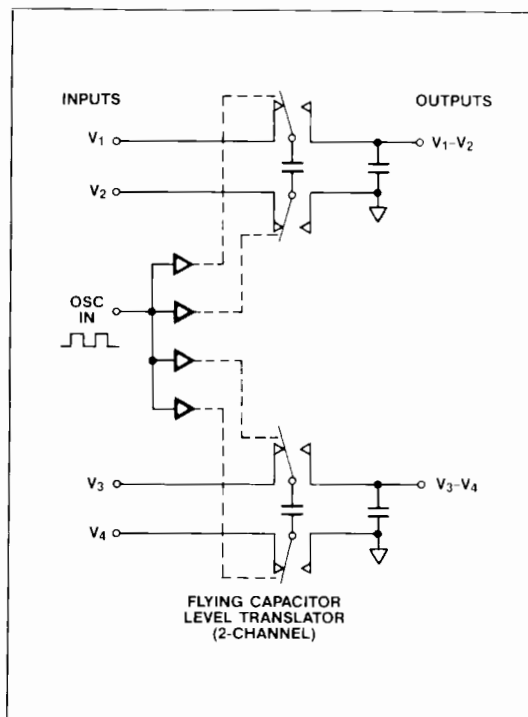 INPUTS
OUTPUTS
V1
V1-V2
V2
OSC
IN
V3
V3-V4
V4
FLYING CAPACITOR
LEVEL TRANSLATOR
(2-CHANNEL)